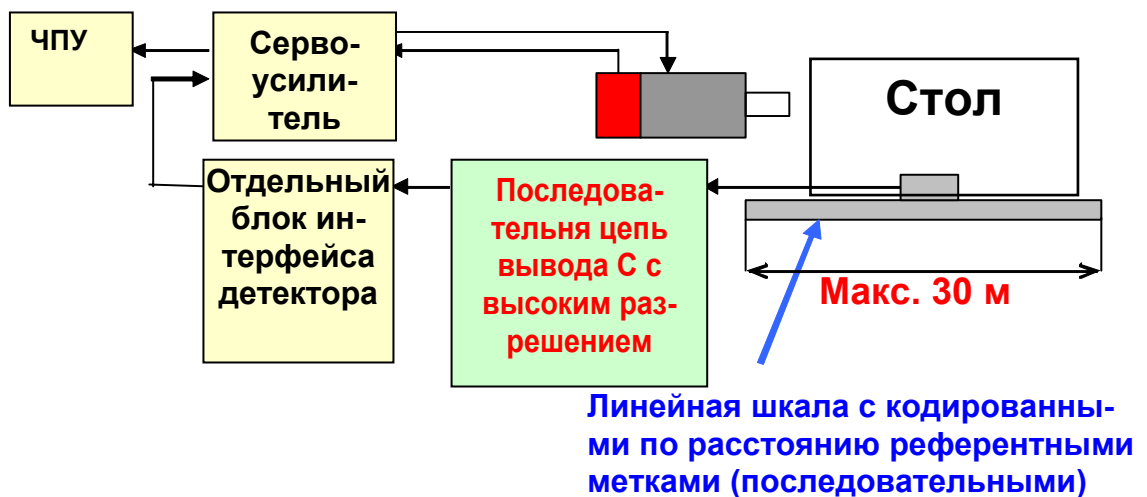 ЧПУ
Серво-
усили-
тель
Стол
Отдельный
блок ин-
терфейса
детектора
Последова-
тельня цепь
вывода С с
высоким раз-
решением
Макс. 30 м
Линейная шкала с кодированны-
ми по расстоянию референтными
метками (последовательными)